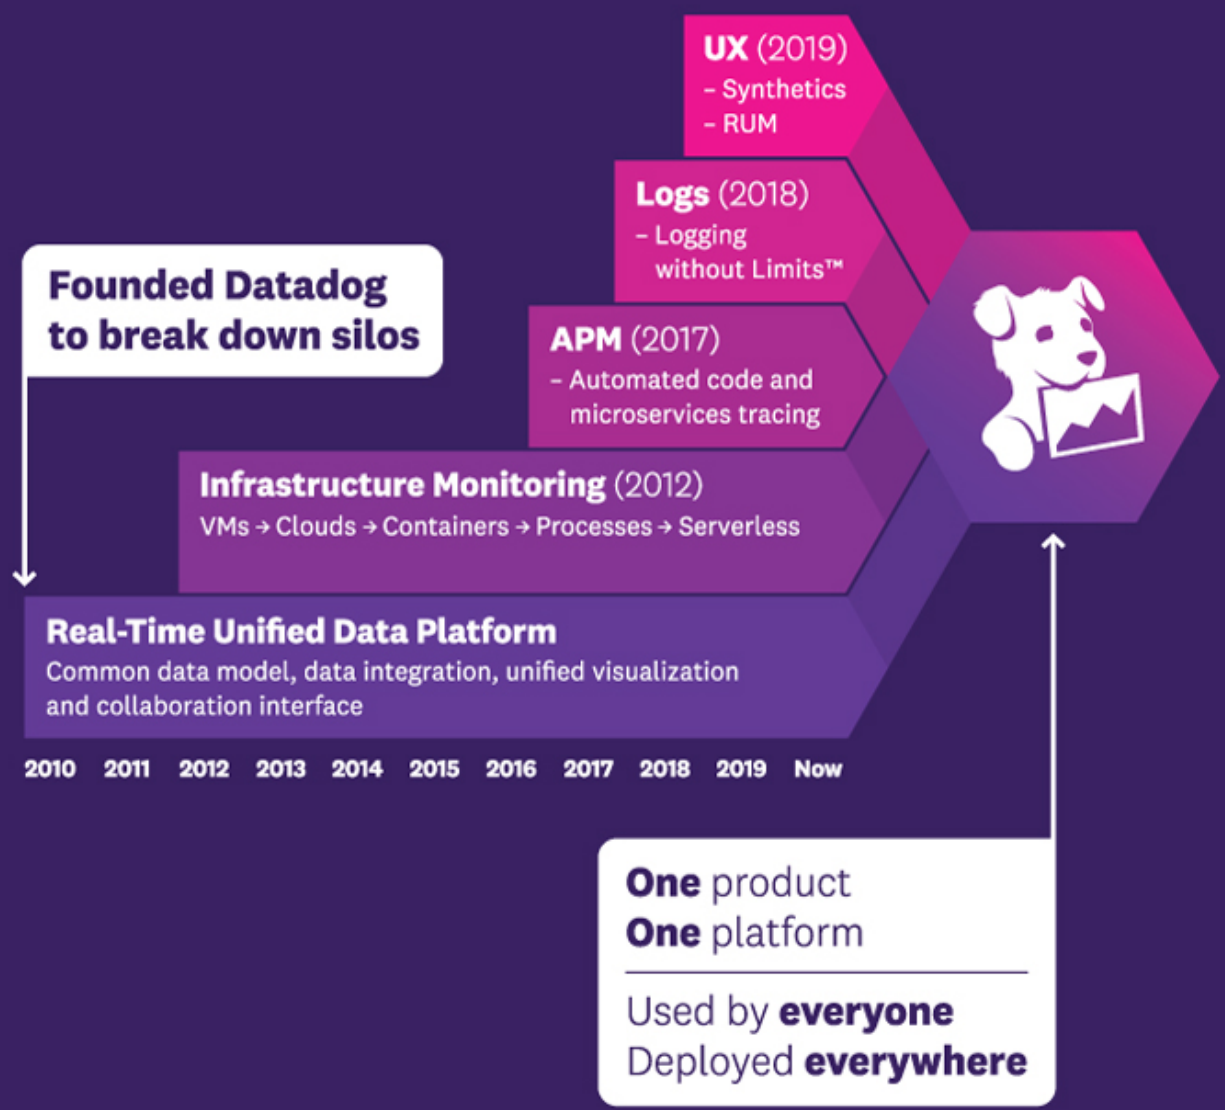 UX (2019)
– Synthetics
– RUM
Logs (2018)
– Logging
without Limits™
Founded Datadog
to break down silos
APM (2017)
– Automated code and
microservices tracing
Infrastructure Monitoring (2012)
VMs → Clouds → Containers → Processes → Serverless
Real-Time Unified Data Platform
Common data model, data integration, unified visualization
and collaboration interface
2010 2011 2012 2013 2014 2015 2016 2017 2018 2019 Now
One product
One platform
Used by everyone
Deployed everywhere